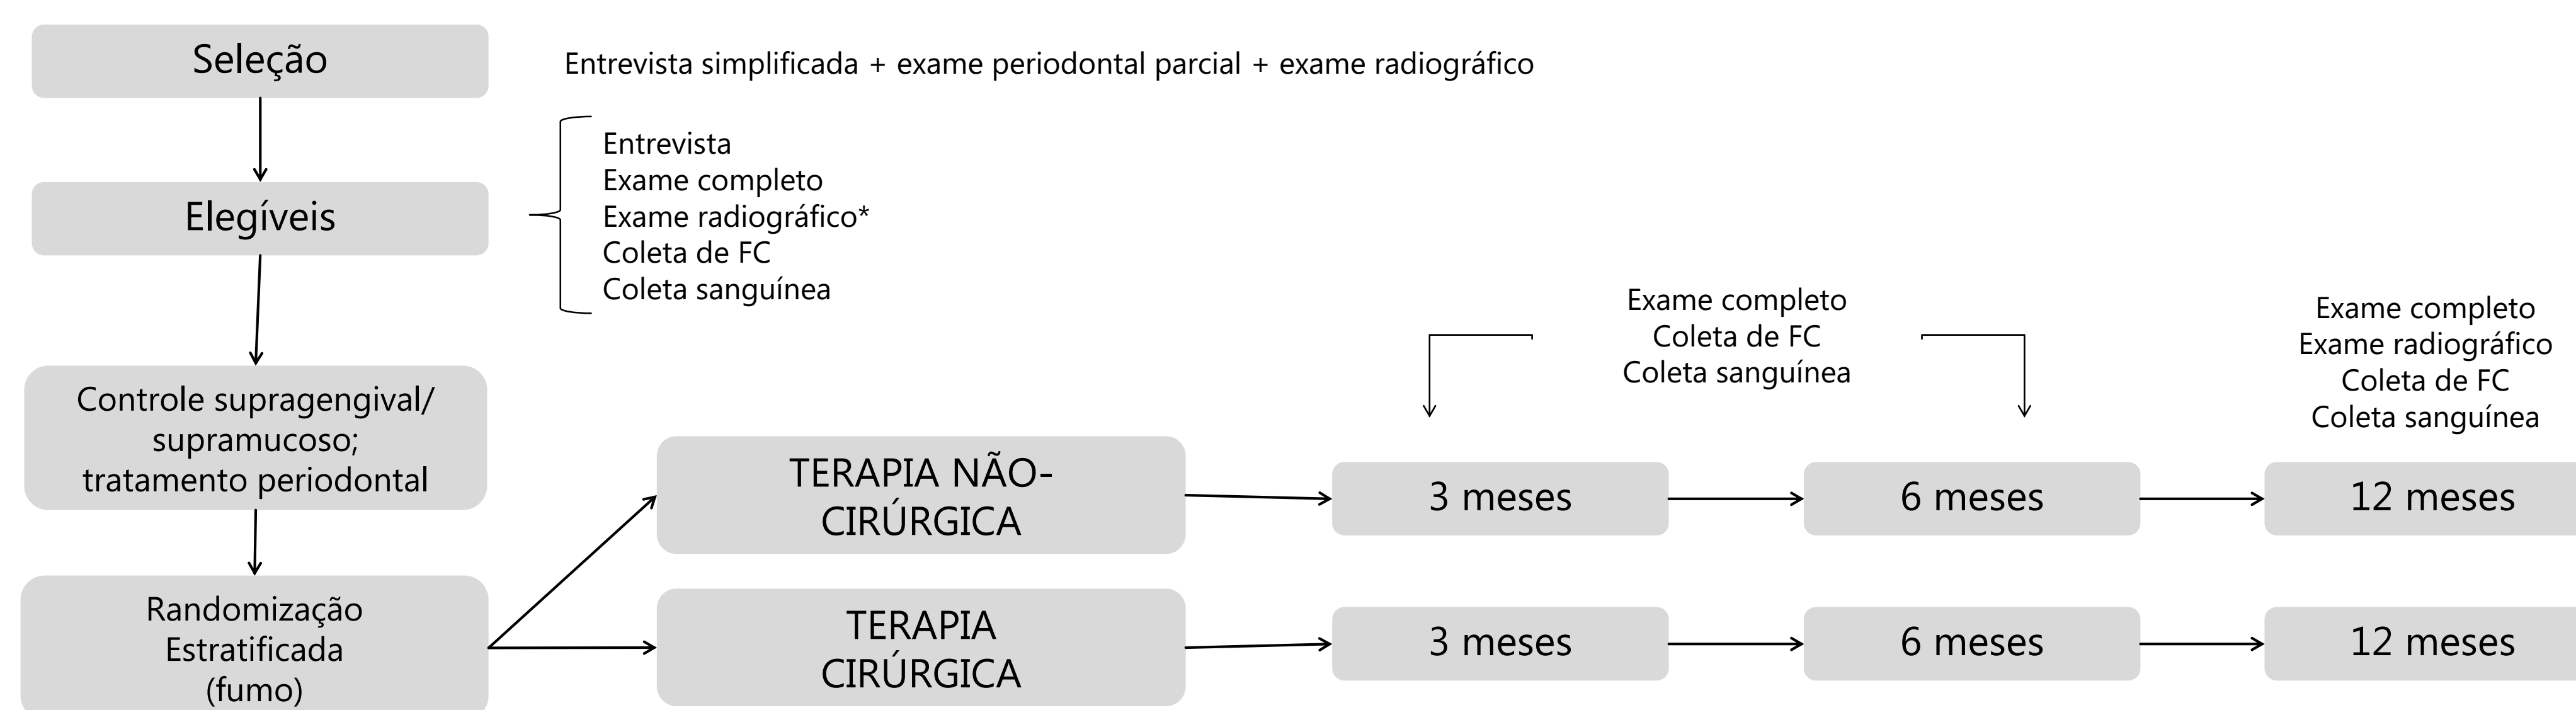 Seleção
Entrevista simplificada + exame periodontal parcial + exame radiográfico
Entrevista
Exame completo
Exame radiográfico*
Coleta de FC
Coleta sanguínea
Elegíveis
Controle supragengival/
supramucoso;
tratamento periodontal
Randomização
Estratificada
(fumo)
TERAPIA NÃO-
CIRÚRGICA
TERAPIA
CIRÚRGICA
Exame completo
Coleta de FC
Coleta sanguínea
Exame completo
Exame radiográfico
Coleta de FC
Coleta sanguínea
3 meses
6 meses
12 meses
3 meses
6 meses
12 meses